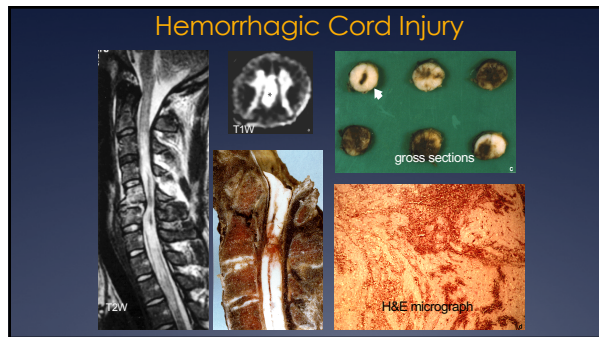 Hemorrhagic Cord Injury
T1W
gross sections
c
T2W
H&E micrograph